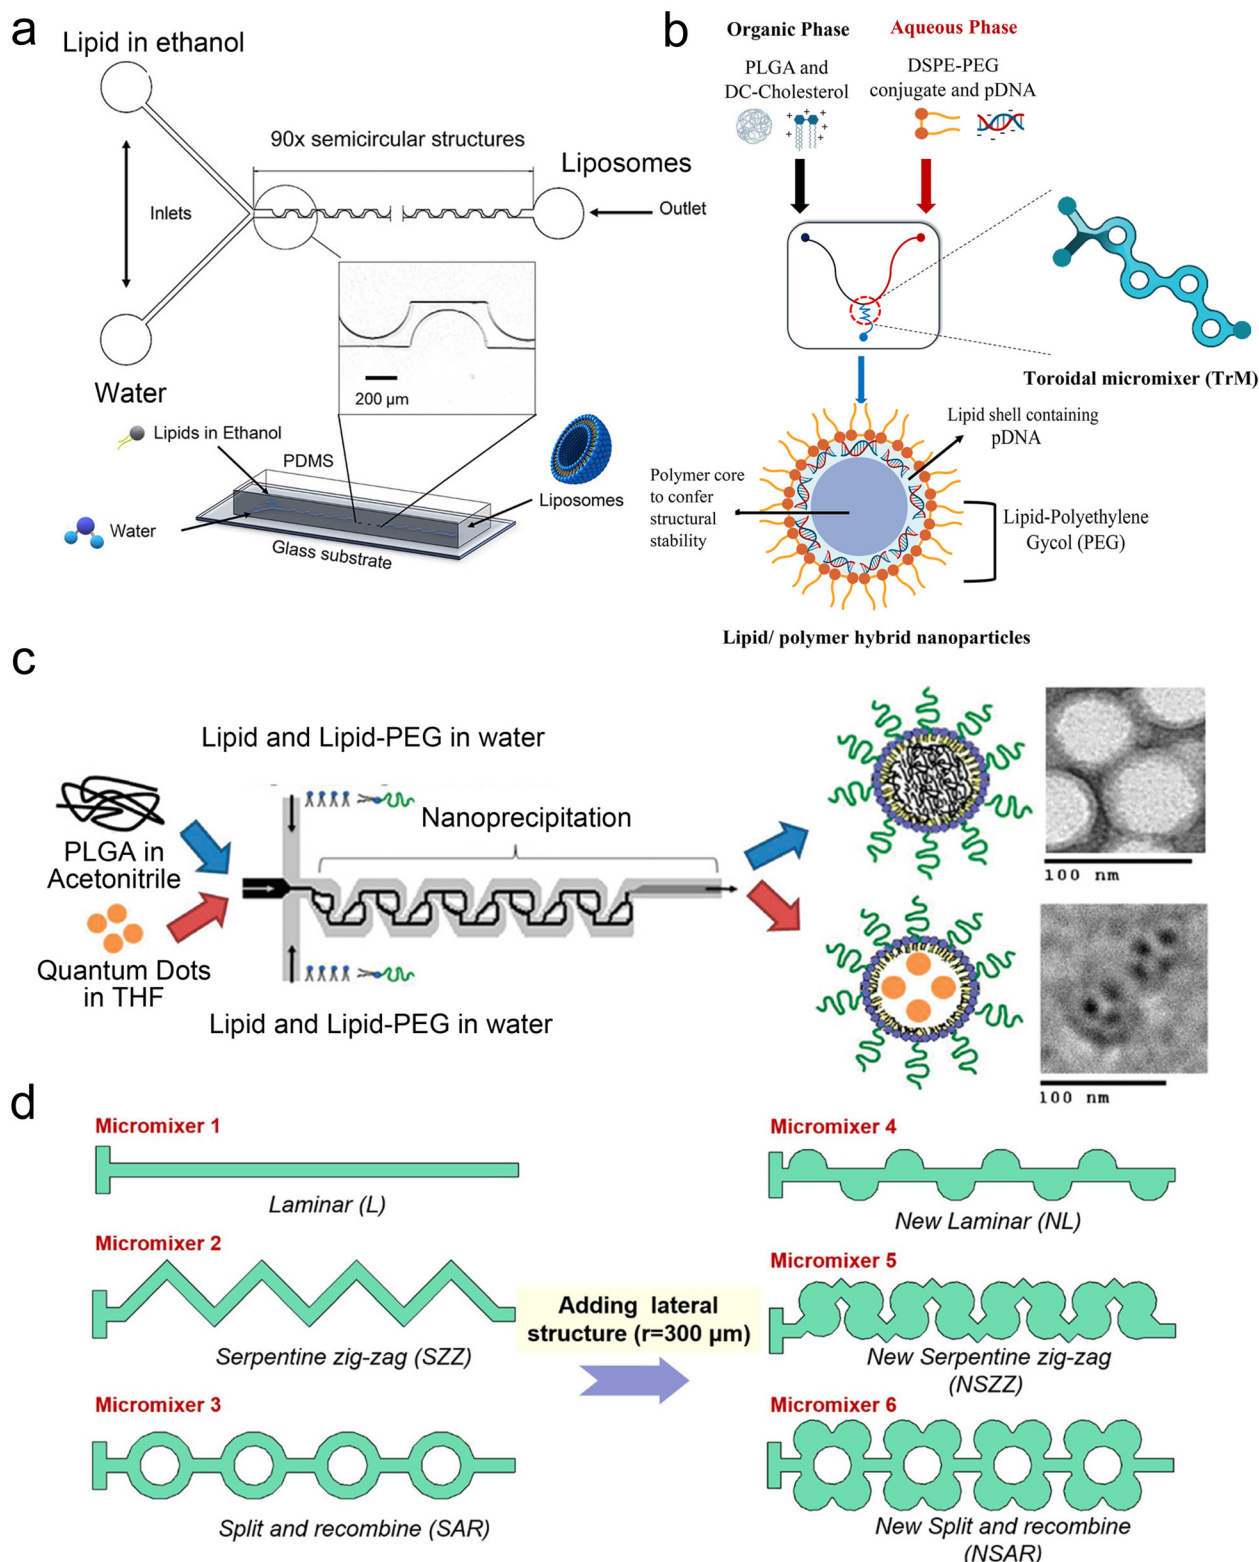 a
Lipid in ethanol
90x semicircular structures
Liposomes
Inlets
Outlet
Water
200 µm
Lipids in Ethanol
PDMS
Liposomes
Water
Glass substrate
b
Organic Phase
Aqueous Phase
PLGA and
DC-Cholesterol
DSPE-PEG
conjugate and pDNA
Toroidal micromixer (TrM)
Lipid shell containing
pDNA
Polymer core
to confer
structural
stability
Lipid-Polyethylene
Gycol (PEG)
Lipid/ polymer hybrid nanoparticles
c
Lipid and Lipid-PEG in water
Nanoprecipitation
PLGA in
Acetonitrile
Quantum Dots
in THF
Lipid and Lipid-PEG in water
100 nm
100 nm
d
Micromixer 1
Laminar (L)
Micromixer 2
Serpentine zig-zag (SZZ)
Micromixer 3
Split and recombine (SAR)
Adding lateral
structure (r=300 µm)
Micromixer 4
New Laminar (NL)
Micromixer 5
New Serpentine zig-zag
(NSZZ)
Micromixer 6
New Split and recombine
(NSAR)